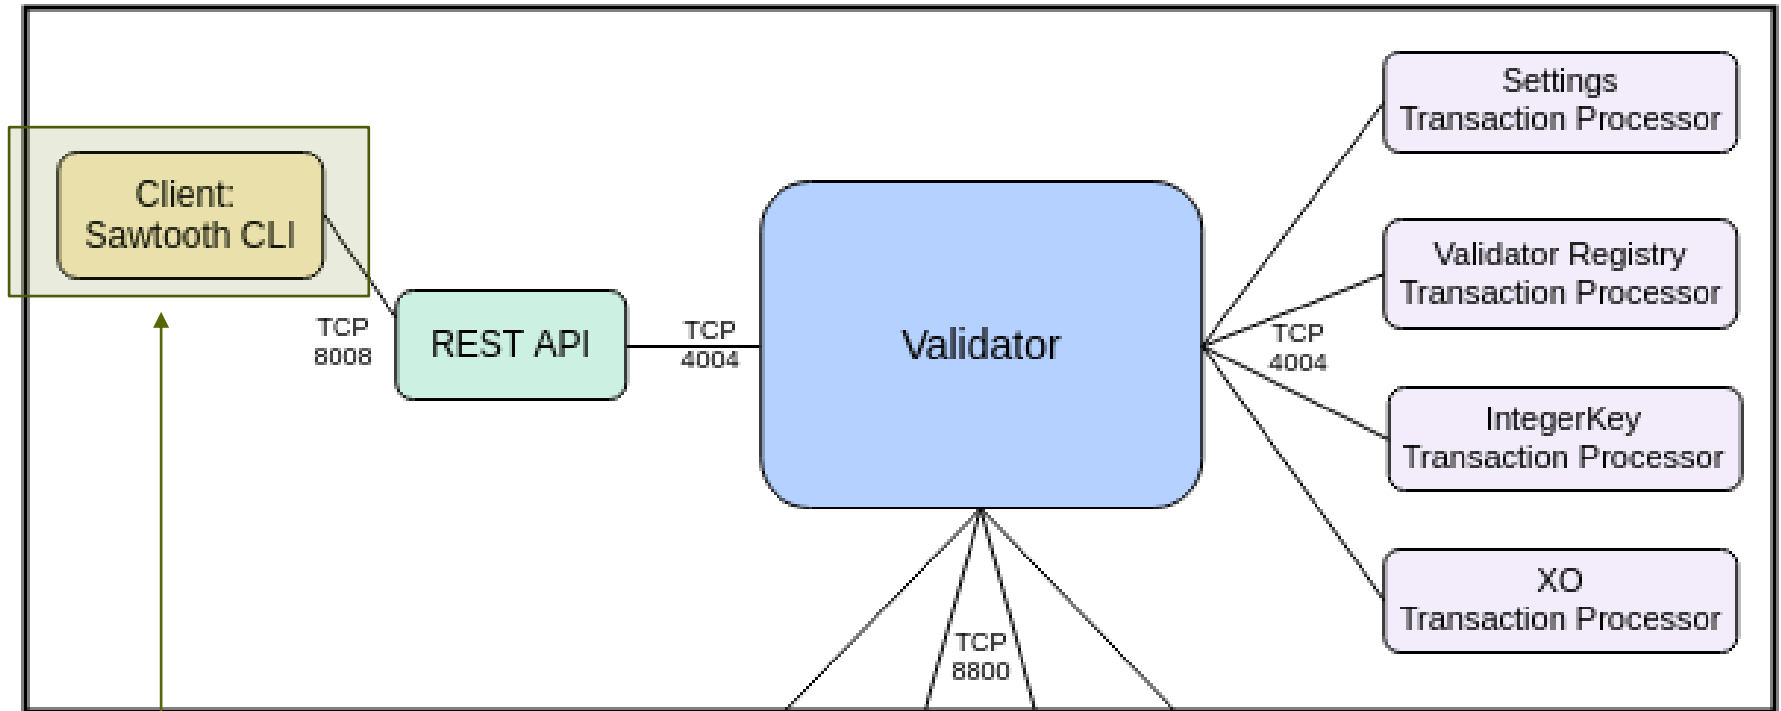 Client:
Sawtooth CLI
TCP
8008
REST API
TCP
4004
Validator
TCP
8800
TCP
4004
Settings
Transaction Processor
Validator Registry
Transaction Processor
IntegerKey
Transaction Processor
XO
Transaction Processor